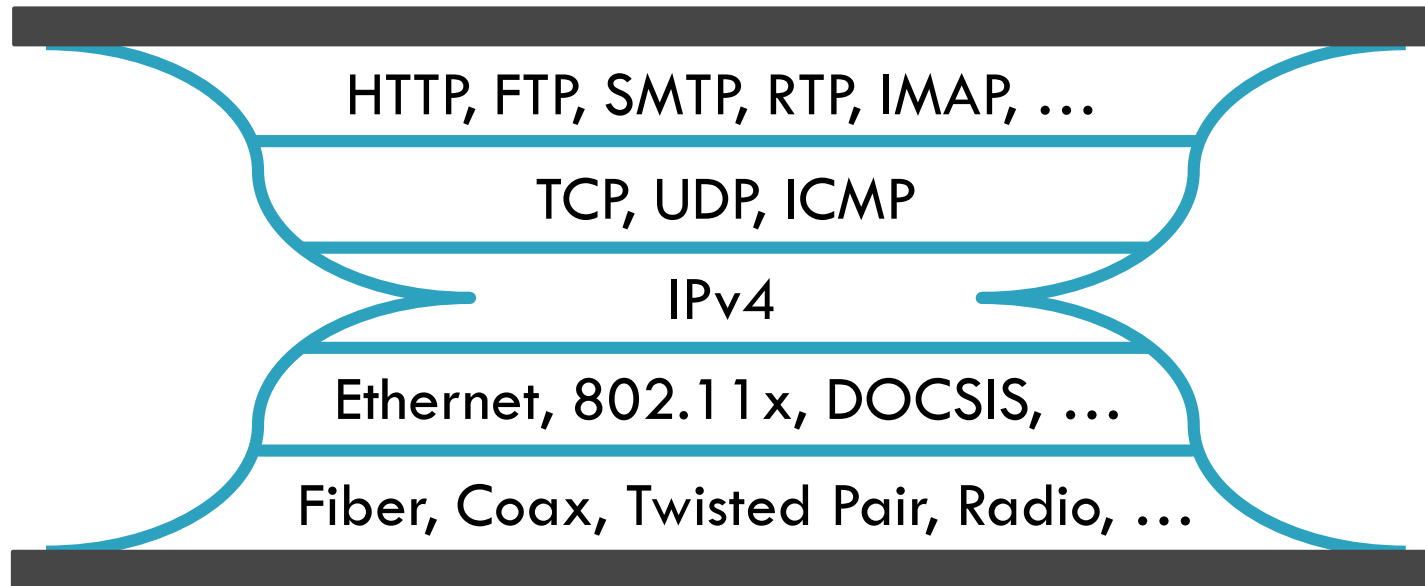 HTTP, FTP, SMTP, RTP, IMAP, …
TCP, UDP, ICMP
IPv4
Ethernet, 802.11x, DOCSIS, …
Fiber, Coax, Twisted Pair, Radio, …